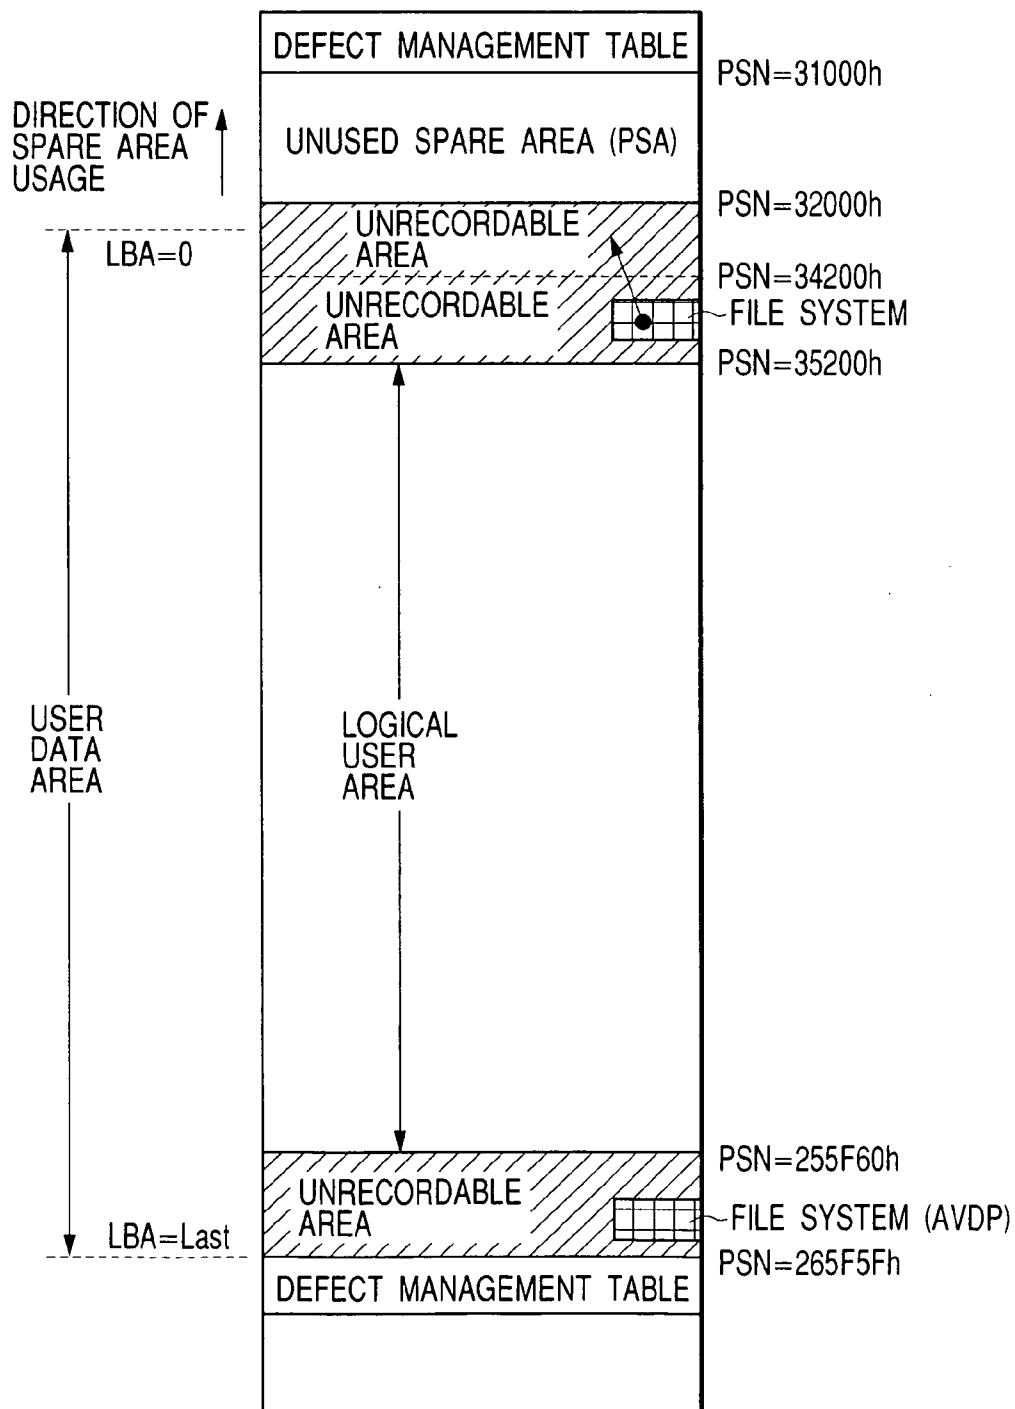 DEFECT MANAGEMENT TABLE
PSN=31000h
DIRECTION OF
SPARE AREA
USAGE
UNUSED SPARE AREA (PSA)
PSN=32000h
UNRECORDABLE
AREA
LBA=0
PSN=34200h
UNRECORDABLE
AREA
FILE SYSTEM
PSN=35200h
USER
DATA
AREA
LOGICAL
USER
AREA
PSN=255F60h
UNRECORDABLE
AREA
FILE SYSTEM (AVDP)
LBA=Last
PSN=265F5Fh
DEFECT MANAGEMENT TABLE